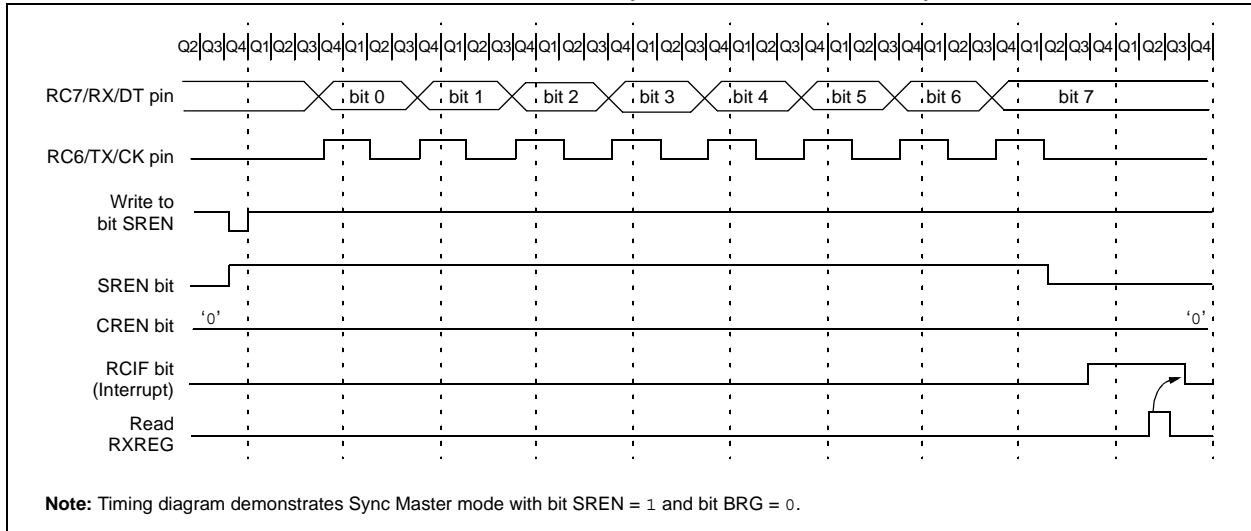 Q2|Q3|Q4|Q1|Q2|Q3|Q4|Q1|Q2|Q3|Q4|Q1|Q2|Q3|Q4|Q1|Q2|Q3|Q4|Q1|Q2|Q3|Q4|Q1|Q2|Q3|Q4|Q1|Q2|Q3|Q4|Q1|Q2|Q3|Q4|Q1|Q2|Q3|Q4|Q1|Q2|Q3|Q4
RC7/RX/DT pin bit 0 bit 1 bit 2 bit 3 bit 4 bit 5 bit 6 bit 7
RC6/TX/CK pin
Write to
bit SREN
SREN bit
CREN bit ‘0’ ‘0’
RCIF bit
(Interrupt)
Read
RXREG
Note: Timing diagram demonstrates Sync Master mode with bit SREN = 1 and bit BRG = 0.